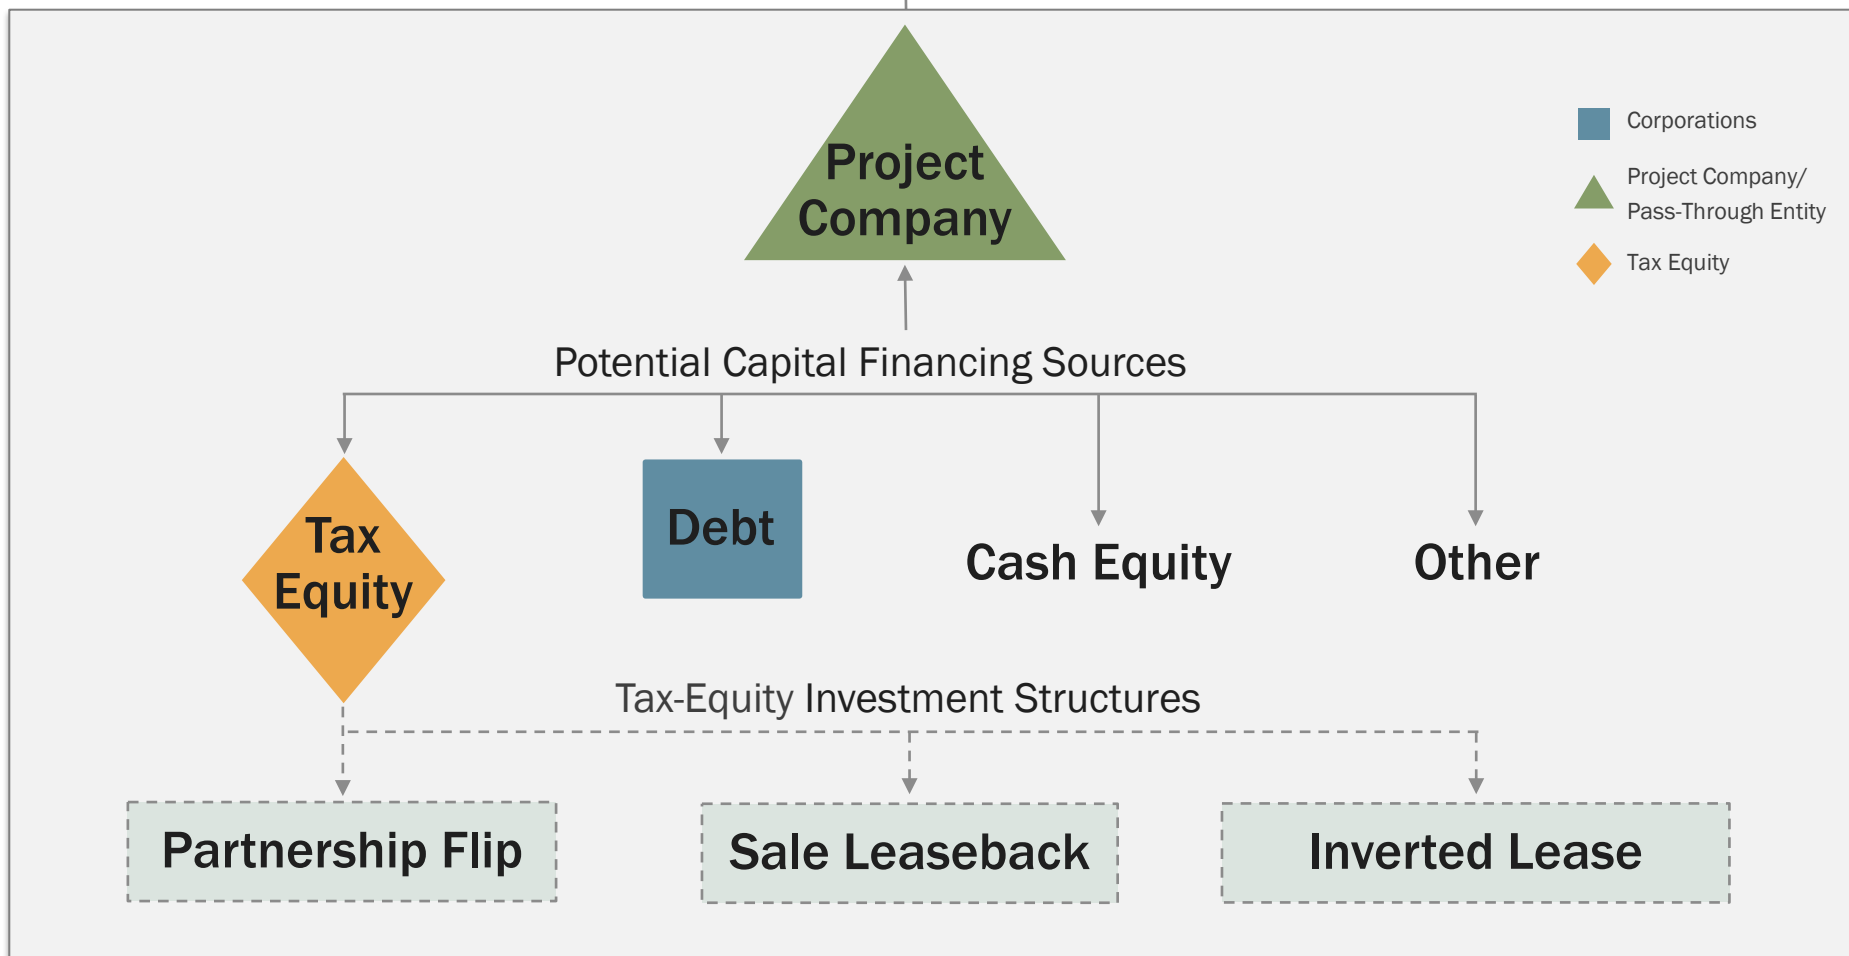 Project
Company
Corporations
Project Company/
Pass-Through Entity
Tax Equity
Potential Capital Financing Sources
Tax
Equity
Debt
Cash Equity
Other
Tax-Equity Investment Structures
Partnership Flip
Sale Leaseback
Inverted Lease